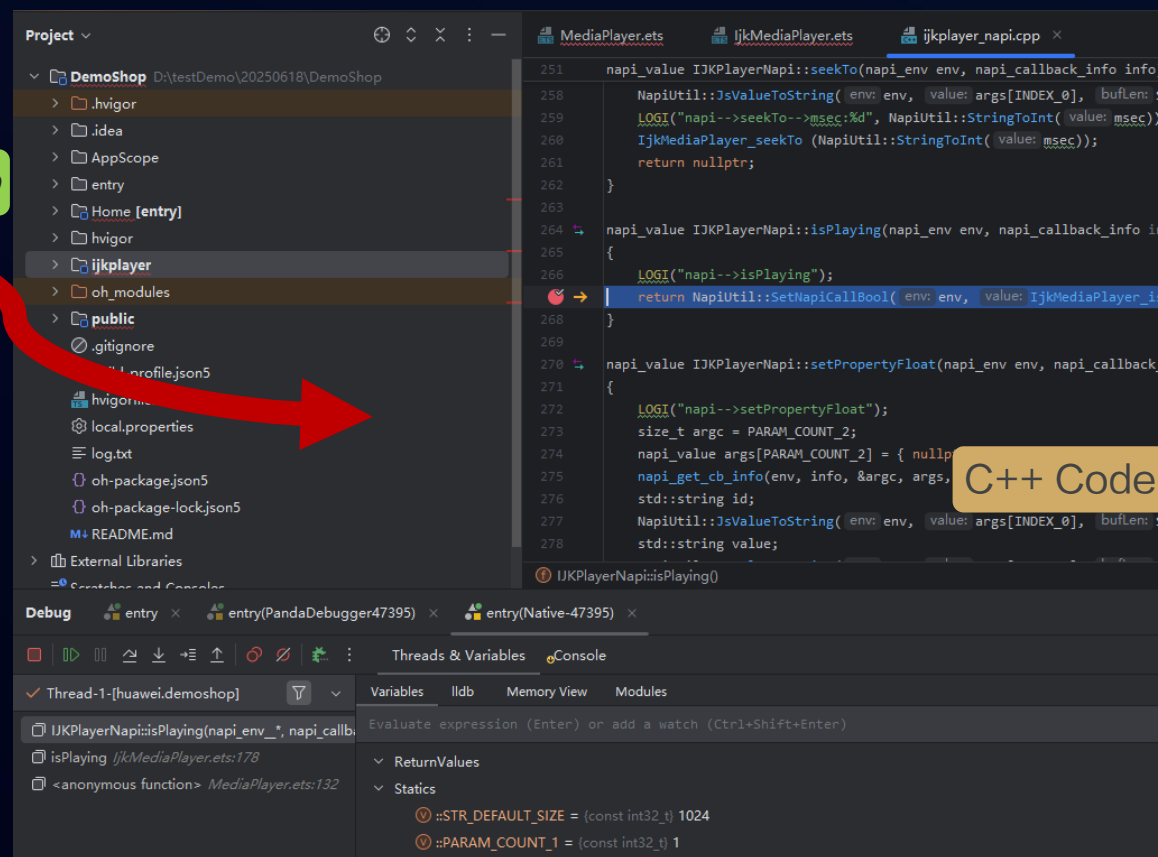 Project
MediaPlayer.ets
IjkMediaPlayer.ets
ijkplayer_napi.cpp
DemoShop D:\testDemo\20250618\DemoShop
.hvigor
.idea
AppScope
entry
Home [entry]
hvigor
ijkplayer
oh_modules
public
.gitignore
profile.json5
hvigor
local.properties
log.txt
oh-package.json5
oh-package-lock.json5
README.md
External Libraries
Scratches and Consoles
251 napi_value IJKPlayerNapi::seekTo(napi_env env, napi_callback_info info
258 NapiUtil::JsValueToString( env: env, value: args[INDEX_0], bufLen:
259 LOGI("napi-->seekTo-->msec:%d", NapiUtil::StringToInt( value: msec))
260 IjkMediaPlayer_seekTo (NapiUtil::StringToInt( value: msec));
261 return nullptr;
262 }
263
264 napi_value IJKPlayerNapi::isPlaying(napi_env env, napi_callback_info
265 {
266 LOGI("napi-->isPlaying");
return NapiUtil::SetNapiCallBool( env: env, value: IjkMediaPlayer_is
268 }
269
270 napi_value IJKPlayerNapi::setPropertyFloat(napi_env env, napi_callback_
271 {
272 LOGI("napi-->setPropertyFloat");
273 size_t argc = PARAM_COUNT_2;
274 napi_value args[PARAM_COUNT_2] = { nullp
275 napi_get_cb_info(env, info, &argc, args,
276 std::string id;
277 NapiUtil::JsValueToString( env: env, value: args[INDEX_0], bufLen:
278 std::string value;
C++ Code
IJKPlayerNapi::isPlaying()
Debug
entry
entry(PandaDebugger47395)
entry(Native-47395)
Threads & Variables
Console
Thread-1-[huawei.demoshop]
Variables
lldb
Memory View
Modules
IJKPlayerNapi::isPlaying(napi_env__*, napi_callba
isPlaying IjkMediaPlayer.ets:178
<anonymous function> MediaPlayer.ets:132
Evaluate expression (Enter) or add a watch (Ctrl+Shift+Enter)
ReturnValues
Statics
::STR_DEFAULT_SIZE = {const int32_t} 1024
::PARAM_COUNT_1 = {const int32_t} 1